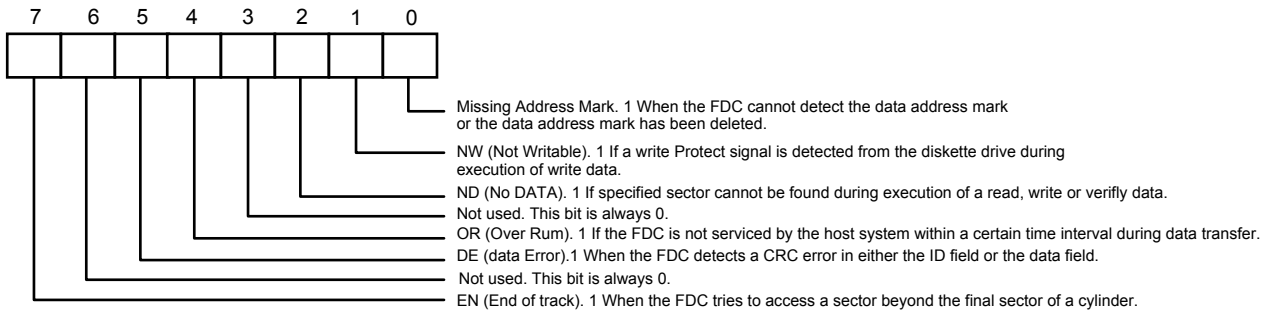 7 6 5 4 3 2 1 0
Missing Address Mark. 1 When the FDC cannot detect the data address mark
or the data address mark has been deleted.
NW (Not Writable). 1 If a write Protect signal is detected from the diskette drive during
execution of write data.
ND (No DATA). 1 If specified sector cannot be found during execution of a read, write or verifly data.
Not used. This bit is always 0.
OR (Over Rum). 1 If the FDC is not serviced by the host system within a certain time interval during data transfer.
DE (data Error).1 When the FDC detects a CRC error in either the ID field or the data field.
Not used. This bit is always 0.
EN (End of track). 1 When the FDC tries to access a sector beyond the final sector of a cylinder.